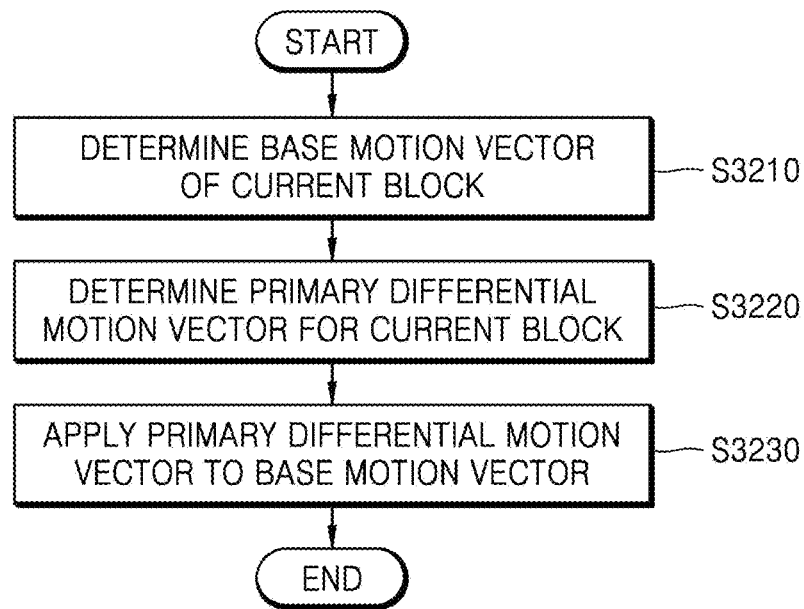 START
DETERMINE BASE MOTION VECTOR
OF CURRENT BLOCK
S3210
DETERMINE PRIMARY DIFFERENTIAL
MOTION VECTOR FOR CURRENT BLOCK
S3220
APPLY PRIMARY DIFFERENTIAL MOTION
VECTOR TO BASE MOTION VECTOR
S3230
END